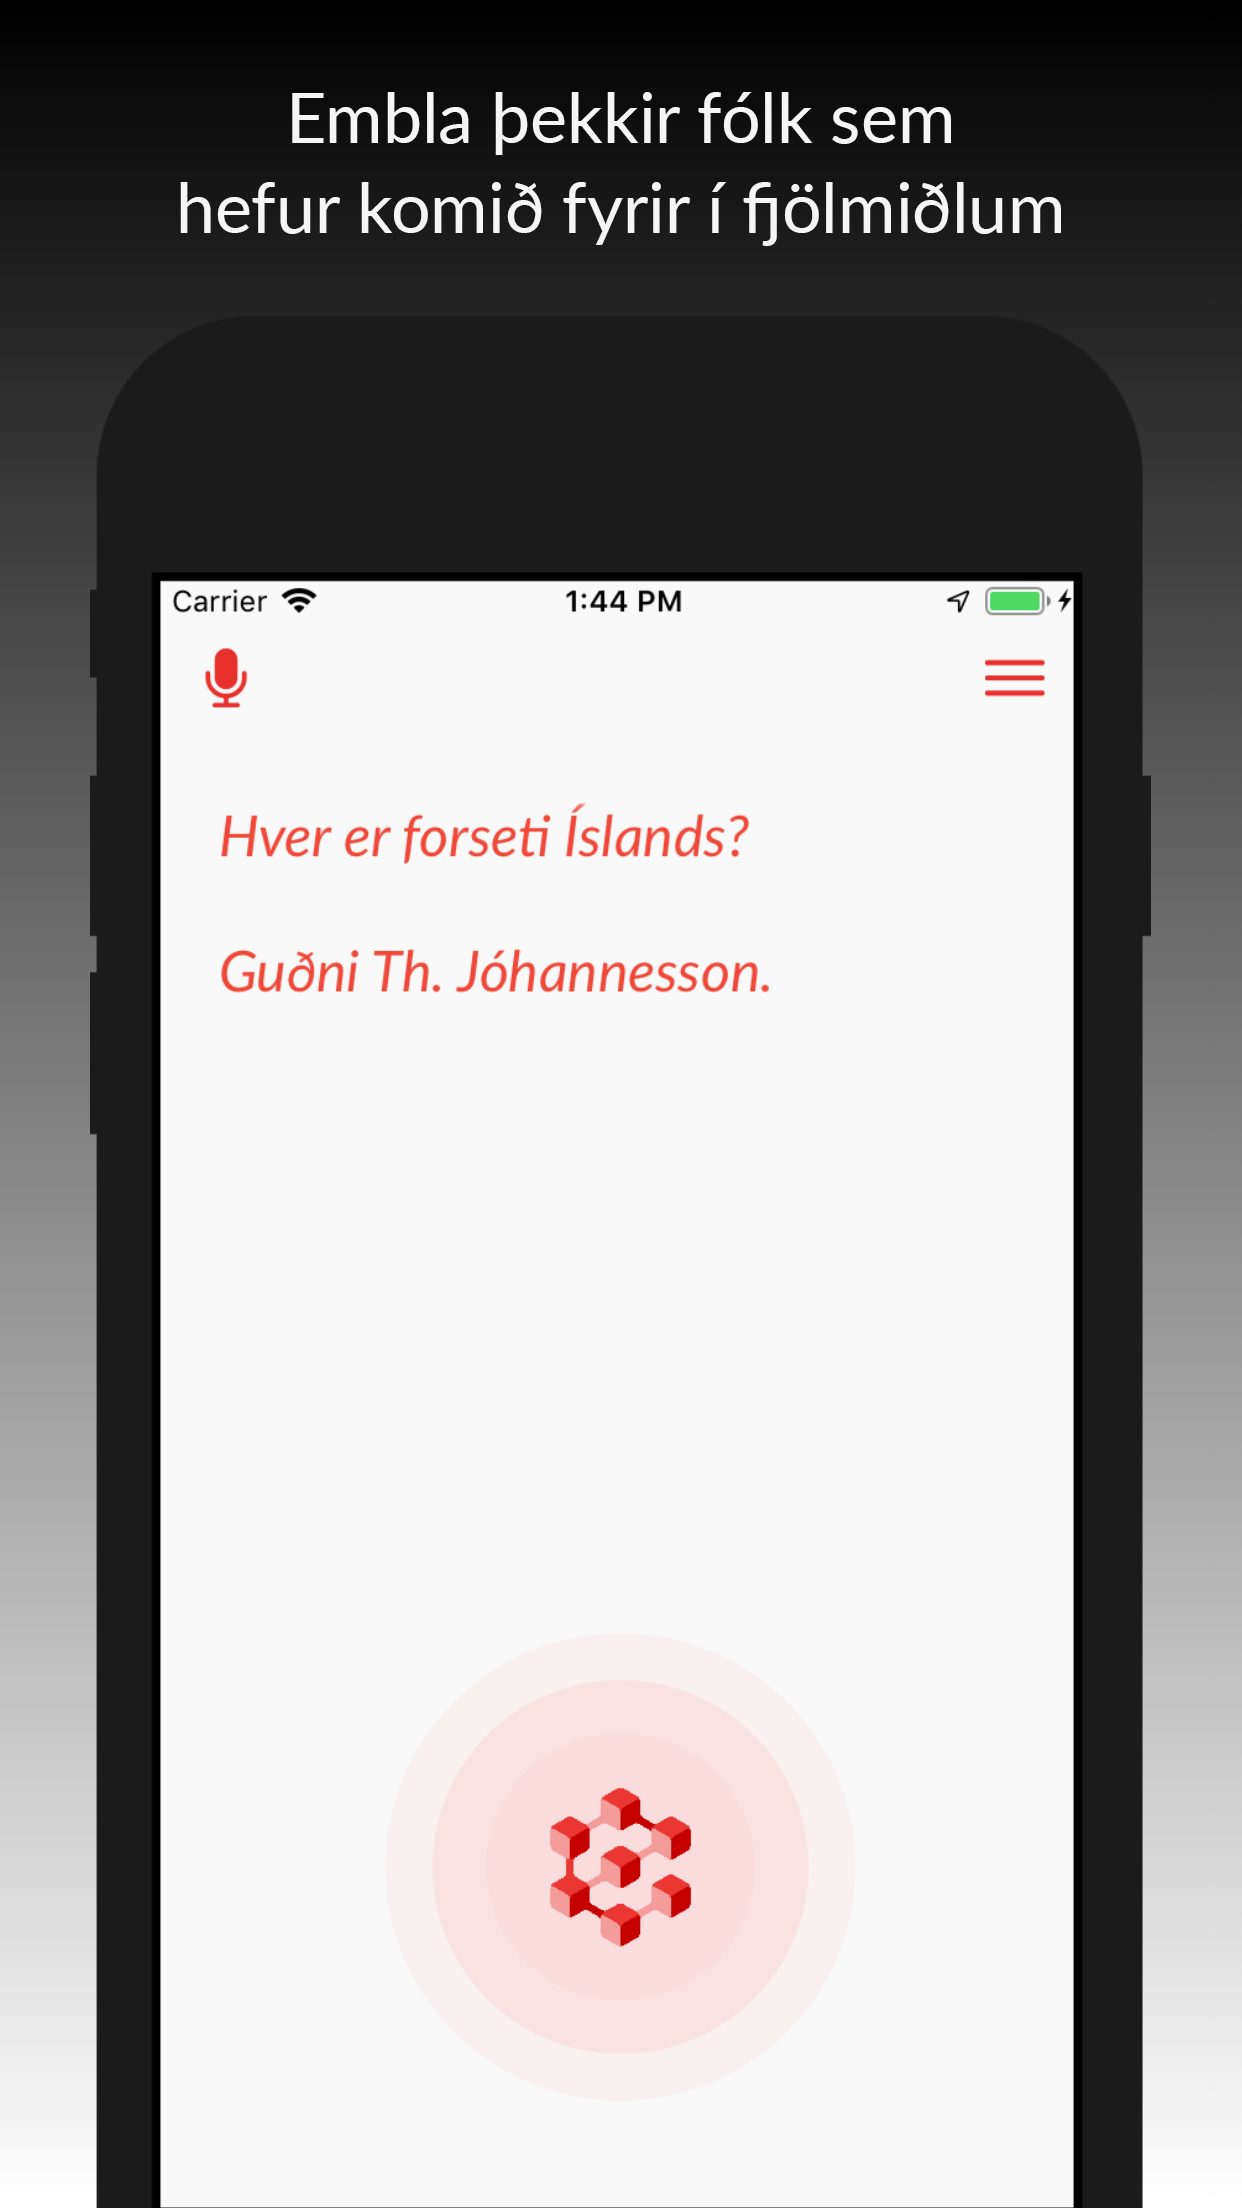 Embla þekkir fólk sem
hefur komið fyrir í fjölmiðlum
Carrier 1:44 PM
Hver er forseti Íslands?
Guðni Th. Jóhannesson.